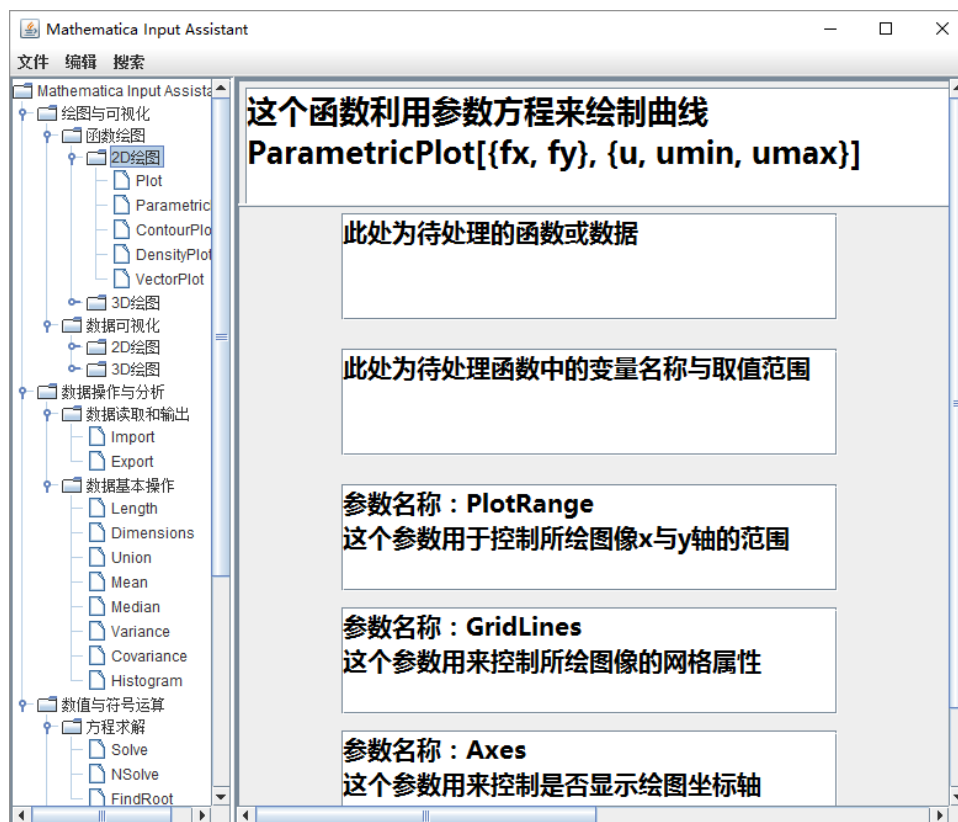 Mathematica Input Assistant
文件 编辑 搜索
Mathematica Input Assista
绘图与可视化
函数绘图
2D绘图
Plot
Parametric
ContourPlo
DensityPlot
VectorPlot
3D绘图
数据可视化
2D绘图
3D绘图
数据操作与分析
数据读取和输出
Import
Export
数据基本操作
Length
Dimensions
Union
Mean
Median
Variance
Covariance
Histogram
数值与符号运算
方程求解
Solve
NSolve
FindRoot
这个函数利用参数方程来绘制曲线
ParametricPlot[{fx, fy}, {u, umin, umax}]
此处为待处理的函数或数据
此处为待处理函数中的变量名称与取值范围
参数名称：PlotRange
这个参数用于控制所绘图像x与y轴的范围
参数名称：GridLines
这个参数用来控制所绘图像的网格属性
参数名称：Axes
这个参数用来控制是否显示绘图坐标轴